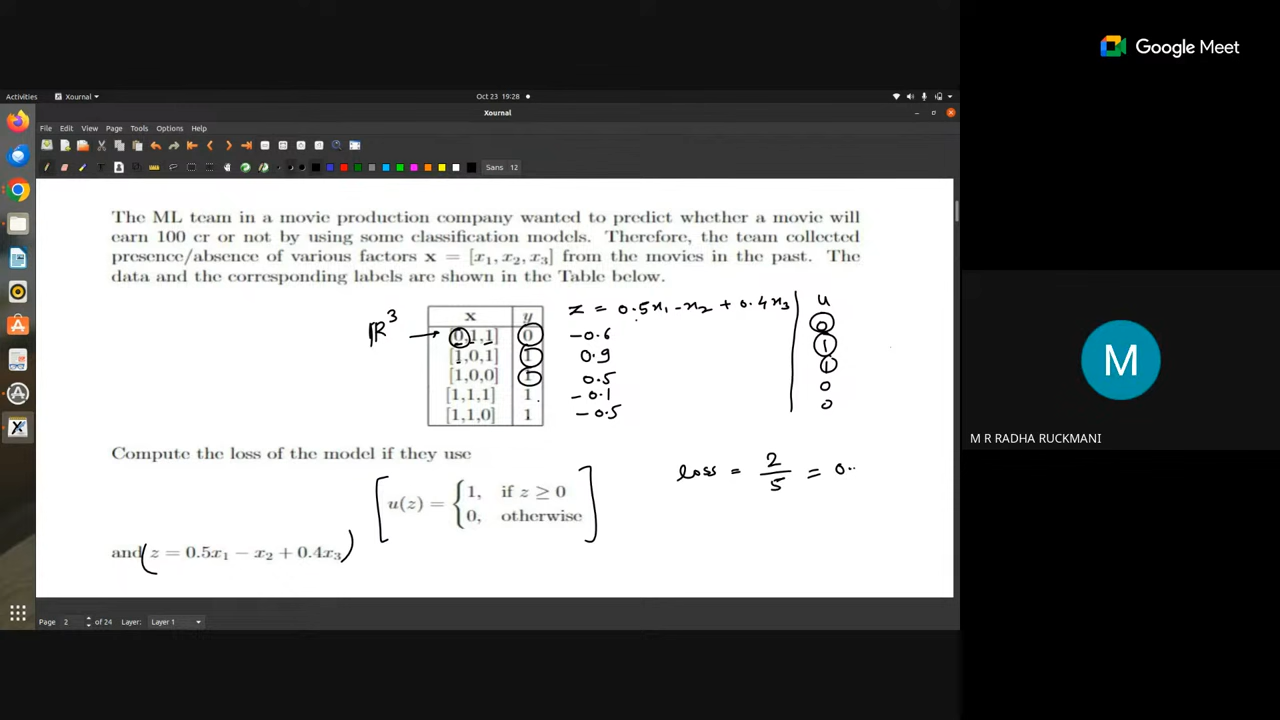 Google Meet
Activities Xournal Oct 23 19:28
Xournal
File Edit View Page Tools Options Help
Sans 12
The ML team in a movie production company wanted to predict whether a movie will
earn 100 cr or not by using some classification models. Therefore, the team collected
presence/absence of various factors x = [x₁, x₂, x₃] from the movies in the past. The
data and the corresponding labels are shown in the Table below.
x y z = 0.5x₁ - x₂ + 0.4x₃ u
ℝ³ → [0,1,1] 0 -0.6 0
[1,0,1] 1 0.9 1
[1,0,0] 1 0.5 1
[1,1,1] 1 -0.1 0
[1,1,0] 1 -0.5 0
M R RADHA RUCKMANI
Compute the loss of the model if they use
loss = 2/5 = 0.
u(z) = { 1, if z ≥ 0
0, otherwise
and (z = 0.5x₁ − x₂ + 0.4x₃)
Page 2 of 24 Layer: Layer 1
M